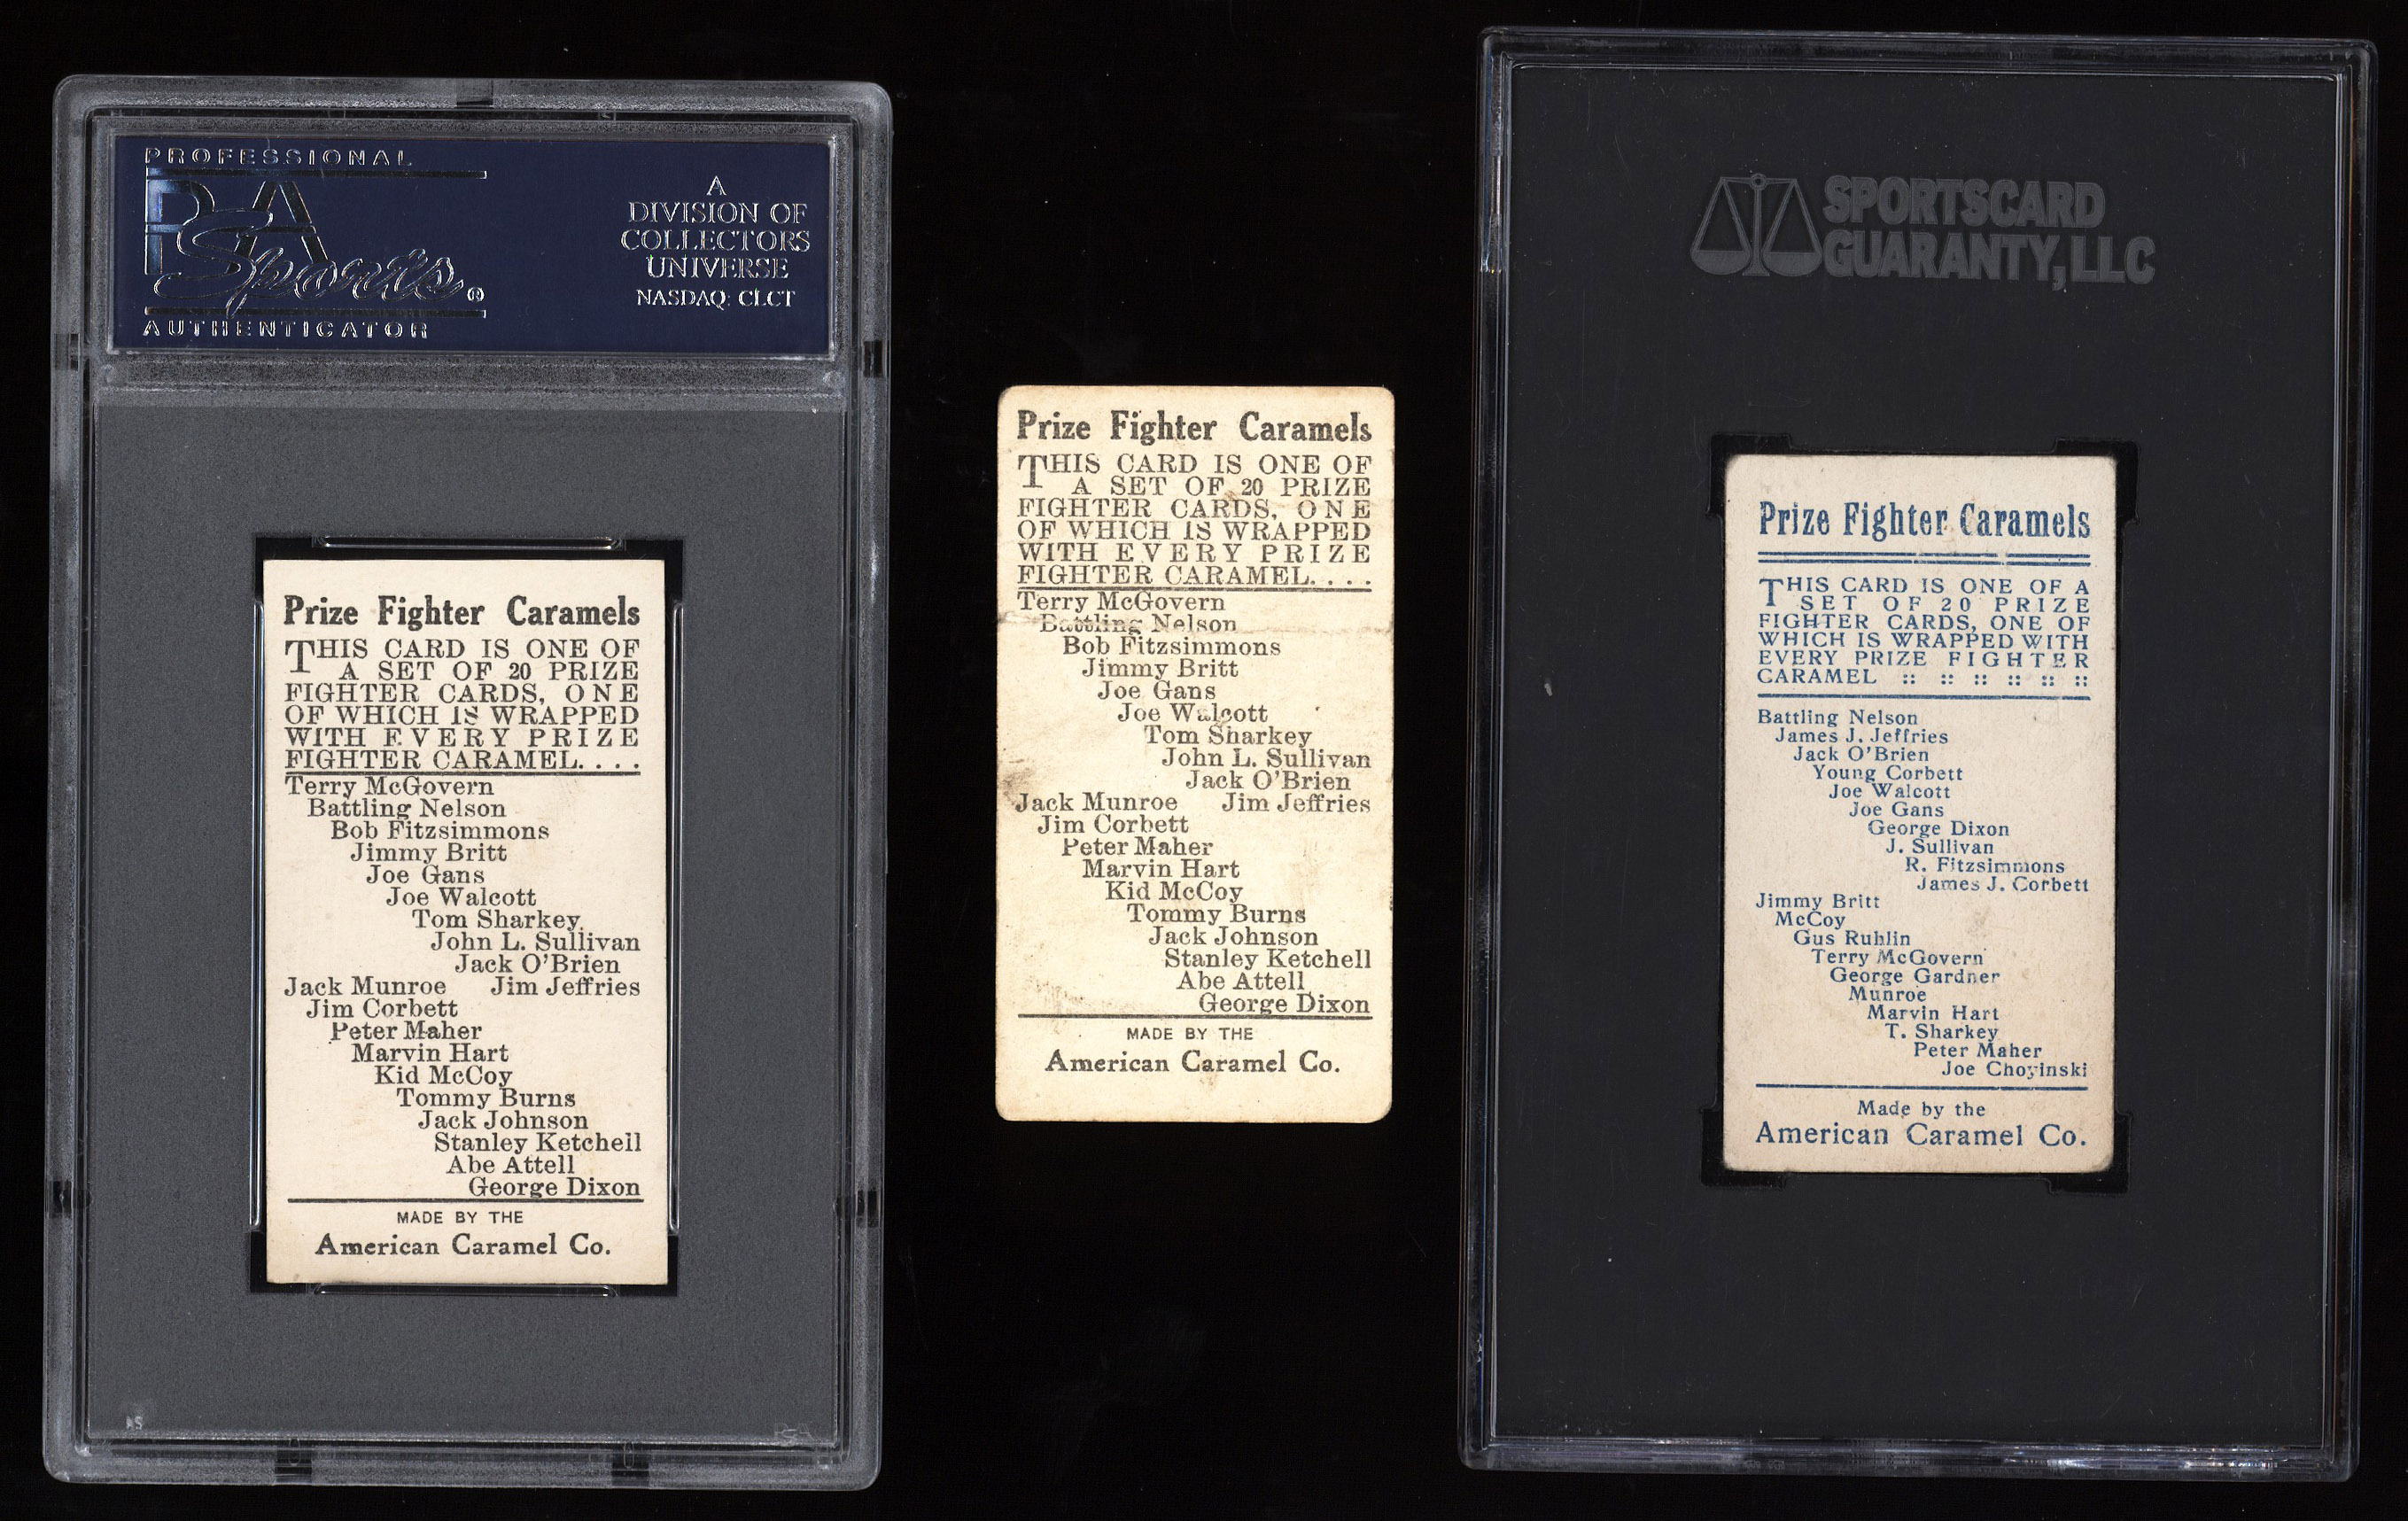 PROFESSIONAL
PSA
Sports®
AUTHENTICATOR
A
DIVISION OF
COLLECTORS
UNIVERSE
NASDAQ: CLCT
Prize Fighter Caramels
THIS CARD IS ONE OF
A SET OF 20 PRIZE
FIGHTER CARDS, ONE
OF WHICH IS WRAPPED
WITH EVERY PRIZE
FIGHTER CARAMEL. . . .
Terry McGovern
Battling Nelson
Bob Fitzsimmons
Jimmy Britt
Joe Gans
Joe Walcott
Tom Sharkey
John L. Sullivan
Jack O'Brien
Jack Munroe Jim Jeffries
Jim Corbett
Peter Maher
Marvin Hart
Kid McCoy
Tommy Burns
Jack Johnson
Stanley Ketchell
Abe Attell
George Dixon
MADE BY THE
American Caramel Co.
Prize Fighter Caramels
THIS CARD IS ONE OF
A SET OF 20 PRIZE
FIGHTER CARDS, ONE
OF WHICH IS WRAPPED
WITH EVERY PRIZE
FIGHTER CARAMEL. . . .
Terry McGovern
Battling Nelson
Bob Fitzsimmons
Jimmy Britt
Joe Gans
Joe Walcott
Tom Sharkey
John L. Sullivan
Jack O'Brien
Jack Munroe Jim Jeffries
Jim Corbett
Peter Maher
Marvin Hart
Kid McCoy
Tommy Burns
Jack Johnson
Stanley Ketchell
Abe Attell
George Dixon
MADE BY THE
American Caramel Co.
SPORTSCARD
GUARANTY, LLC
Prize Fighter Caramels
THIS CARD IS ONE OF A
SET OF 20 PRIZE
FIGHTER CARDS, ONE OF
WHICH IS WRAPPED WITH
EVERY PRIZE FIGHTER
CARAMEL :: :: :: :: :: ::
Battling Nelson
James J. Jeffries
Jack O'Brien
Young Corbett
Joe Walcott
Joe Gans
George Dixon
J. Sullivan
R. Fitzsimmons
James J. Corbett
Jimmy Britt
McCoy
Gus Ruhlin
Terry McGovern
George Gardner
Munroe
Marvin Hart
T. Sharkey
Peter Maher
Joe Choyinski
Made by the
American Caramel Co.